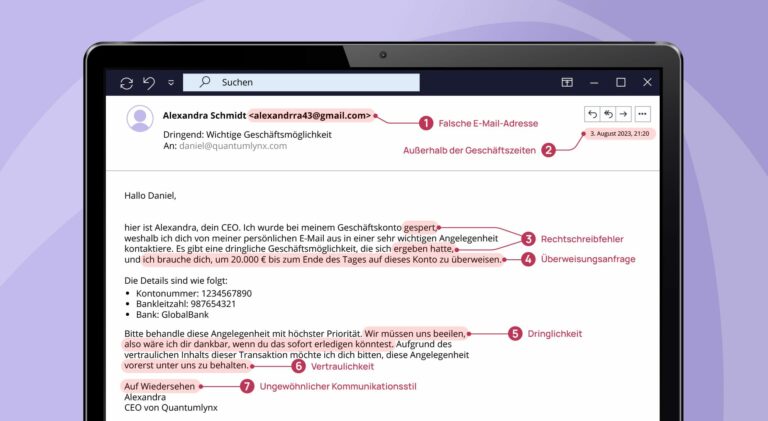 Suchen
Alexandra Schmidt <alexandrra43@gmail.com>
1 Falsche E-Mail-Adresse
Dringend: Wichtige Geschäftsmöglichkeit
3. August 2023, 21:20
An: daniel@quantumlynx.com
Außerhalb der Geschäftszeiten 2
Hallo Daniel,
hier ist Alexandra, dein CEO. Ich wurde bei meinem Geschäftskonto gespert,
weshalb ich dich von meiner persönlichen E-Mail aus in einer sehr wichtigen Angelegenheit
3 Rechtschreibfehler
kontaktiere. Es gibt eine dringliche Geschäftsmöglichkeit, die sich ergeben hatte,
und ich brauche dich, um 20.000 € bis zum Ende des Tages auf dieses Konto zu überweisen.
4 Überweisungsanfrage
Die Details sind wie folgt:
• Kontonummer: 1234567890
• Bankleitzahl: 987654321
• Bank: GlobalBank
Bitte behandle diese Angelegenheit mit höchster Priorität. Wir müssen uns beeilen,
5 Dringlichkeit
also wäre ich dir dankbar, wenn du das sofort erledigen könntest. Aufgrund des
vertraulichen Inhalts dieser Transaktion möchte ich dich bitten, diese Angelegenheit
vorerst unter uns zu behalten.
6 Vertraulichkeit
Auf Wiedersehen
7 Ungewöhnlicher Kommunikationsstil
Alexandra
CEO von Quantumlynx